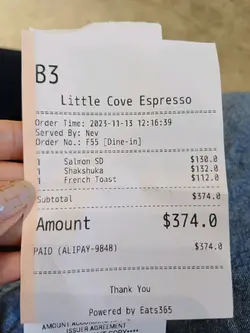 B3
Little Cove Espresso
Order Time: 2023-11-13 12:16:39
Served By: Nev
Order No.: F55 [Dine-in]
1 Salmon SD $130.0
1 Shakshuka $132.0
1 French Toast $112.0
Subtotal $374.0
Amount $374.0
PAID (ALIPAY-9848) $374.0
Thank You
Powered by Eats365
ISSUER AGREEMENT